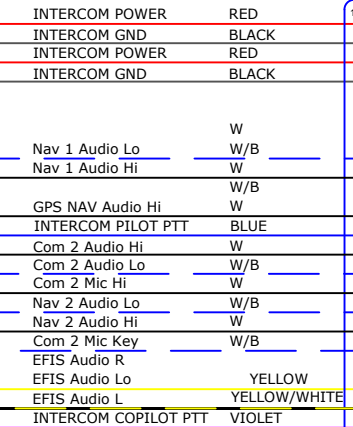 INTERCOM POWER RED
INTERCOM GND BLACK
INTERCOM POWER RED
INTERCOM GND BLACK
W
Nav 1 Audio Lo W/B
Nav 1 Audio Hi W
W/B
GPS NAV Audio Hi W
INTERCOM PILOT PTT BLUE
Com 2 Audio Hi W
Com 2 Audio Lo W/B
Com 2 Mic Hi W
Nav 2 Audio Lo W/B
Nav 2 Audio Hi W
Com 2 Mic Key W/B
EFIS Audio R
EFIS Audio Lo YELLOW
EFIS Audio L YELLOW/WHITE
INTERCOM COPILOT PTT VIOLET